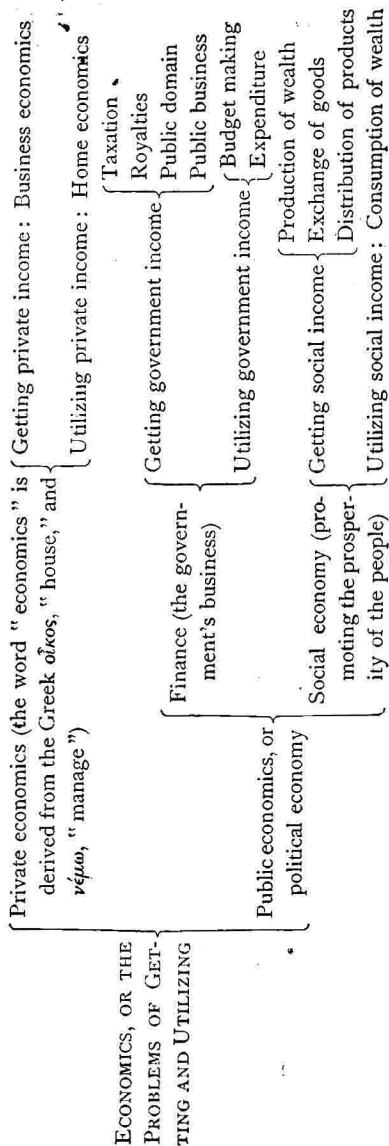 ECONOMICS, OR THE
PROBLEMS OF GET-
TING AND UTILIZING
Private economics (the word "economics" is
derived from the Greek οἶκος, "house," and
νέμω, "manage")
Getting private income: Business economics
Utilizing private income: Home economics
Public economics, or
political economy
Finance (the govern-
ment's business)
Getting government income
Taxation
Royalties
Public domain
Public business
Utilizing government income
Budget making
Expenditure
Social economy (pro-
moting the prosper-
ity of the people)
Getting social income
Production of wealth
Exchange of goods
Distribution of products
Utilizing social income: Consumption of wealth